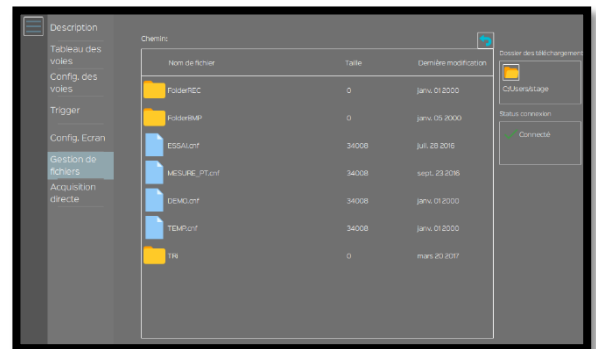 Description
Tableau des
voies
Config. des
voies
Trigger
Config. Ecran
Gestion de
fichiers
Acquisition
directe
Chemin:
Nom de fichier Taille Dernière modification
FolderREC 0 janv. 01 2000
FolderBMP 0 janv. 05 2000
ESSAI.cnf 34008 juil. 28 2016
MESURE_PT.cnf 34008 sept. 23 2016
DEMO.cnf 34008 janv. 01 2000
TEMP.cnf 34008 janv. 01 2000
TRI 0 mars 20 2017
Dossier des téléchargement
C:/Users/stage
Status connexion
Connecté